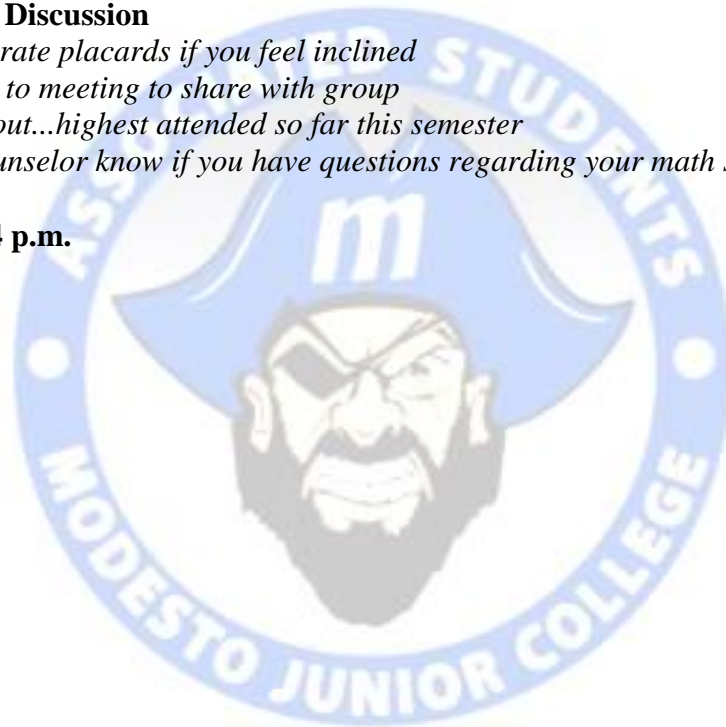 Discussion
rate placards if you feel inclined
to meeting to share with group
out...highest attended so far this semester
unselor know if you have questions regarding your math s
4 p.m.
ASSOCIATED STUDENTS
m
MODESTO JUNIOR COLLEGE